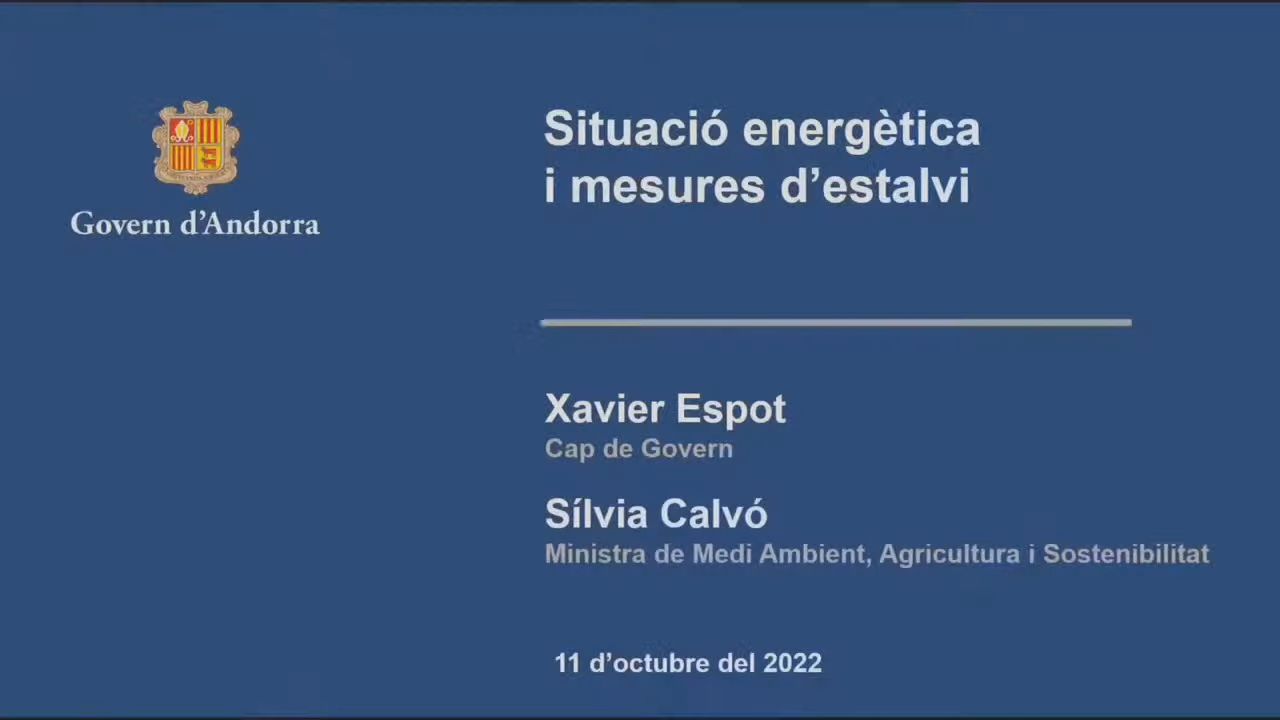 Govern d'Andorra
Situació energètica
i mesures d'estalvi
Xavier Espot
Cap de Govern
Sílvia Calvó
Ministra de Medi Ambient, Agricultura i Sostenibilitat
11 d'octubre del 2022